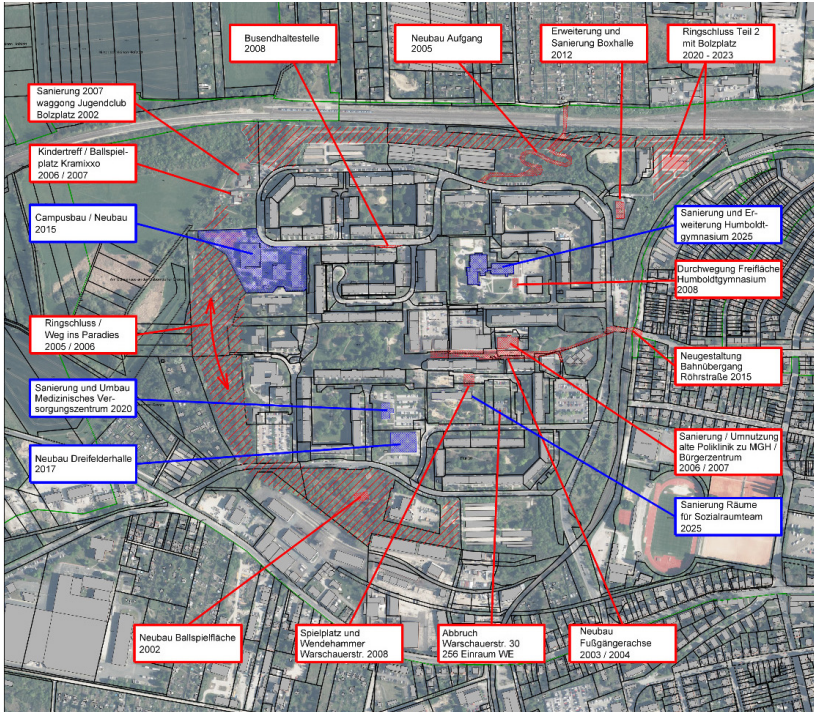 Busendhaltestelle
2008
Neubau Aufgang
2005
Erweiterung und
Sanierung Boxhalle
2012
Ringschluss Teil 2
mit Bolzplatz
2020 - 2023
Sanierung 2007
waggong Jugendclub
Bolzplatz 2002
Kindertreff / Ballspiel-
platz Kramixxo
2006 / 2007
Campusbau / Neubau
2015
Ringschluss /
Weg ins Paradies
2005 / 2006
Sanierung und Umbau
Medizinisches Ver-
sorgungszentrum 2020
Neubau Dreifelderhalle
2017
Sanierung und Er-
weiterung Humboldt-
gymnasium 2025
Durchwegung Freifläche
Humboldtgymnasium
2008
Neugestaltung
Bahnübergang
Röhrstraße 2015
Sanierung / Umnutzung
alte Poliklinik zu MGH /
Bürgerzentrum
2006 / 2007
Sanierung Räume
für Sozialraumteam
2025
Neubau Ballspielfläche
2002
Spielplatz und
Wendehammer
Warschauerstr. 2008
Abbruch
Warschauerstr. 30
256 Einraum WE
Neubau
Fußgängerachse
2003 / 2004